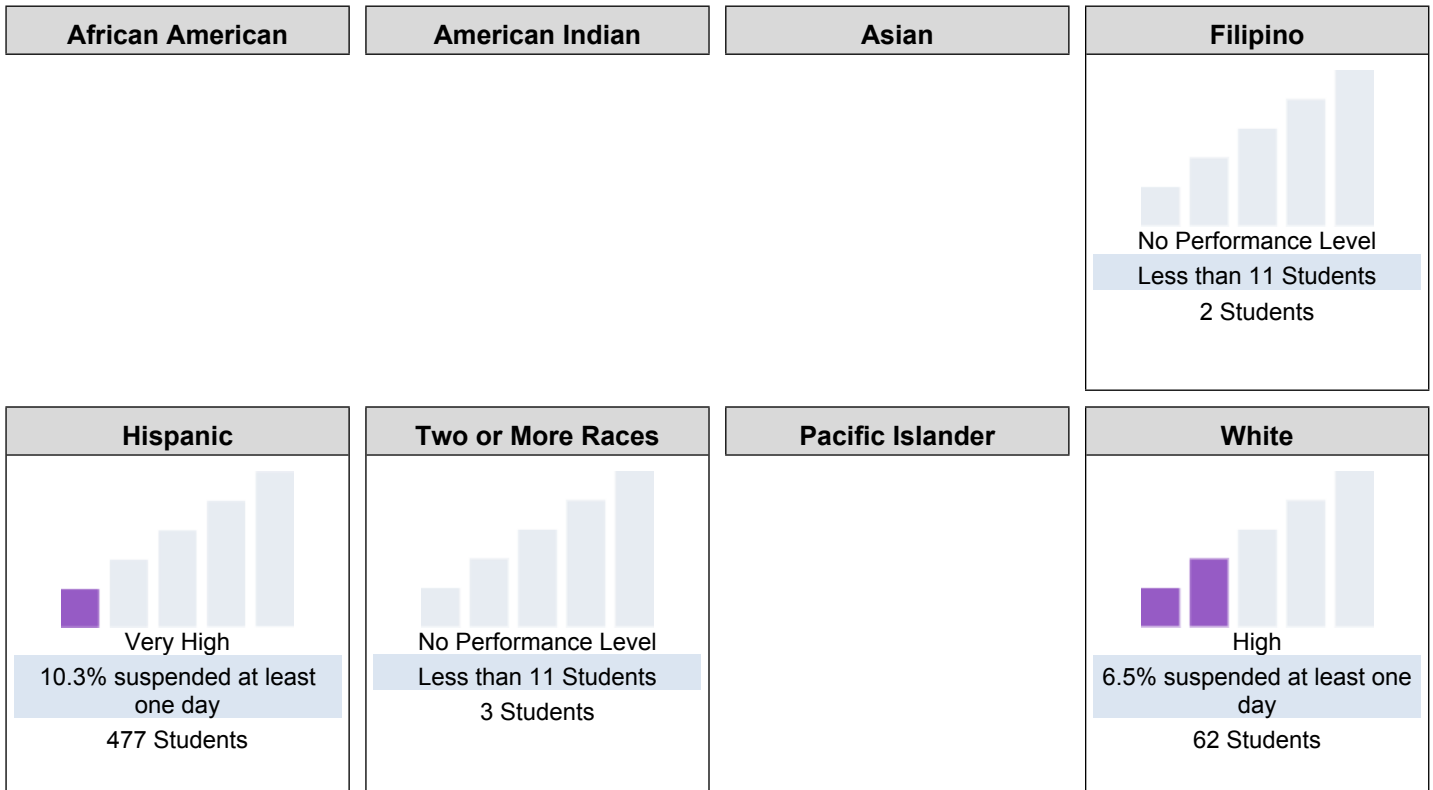 African American
American Indian
Asian
Filipino
No Performance Level
Less than 11 Students
2 Students
Hispanic
Two or More Races
Pacific Islander
White
Very High
10.3% suspended at least
one day
477 Students
No Performance Level
Less than 11 Students
3 Students
High
6.5% suspended at least one
day
62 Students